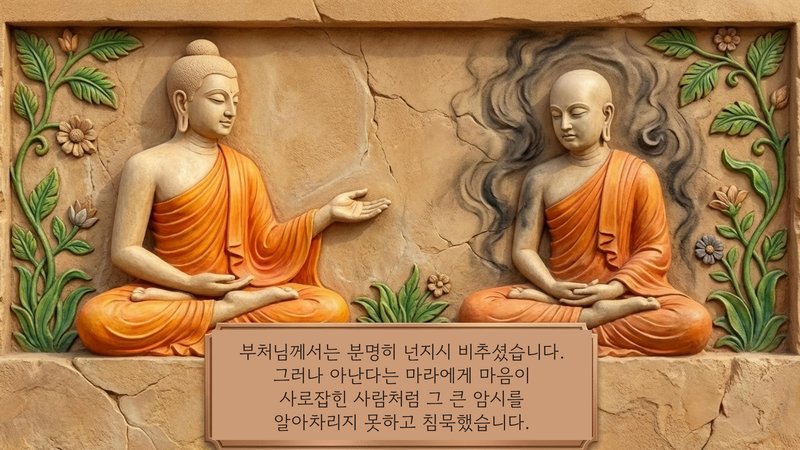 부처님께서는 분명히 넌지시 비추셨습니다.
그러나 아난다는 마라에게 마음이
사로잡힌 사람처럼 그 큰 암시를
알아차리지 못하고 침묵했습니다.